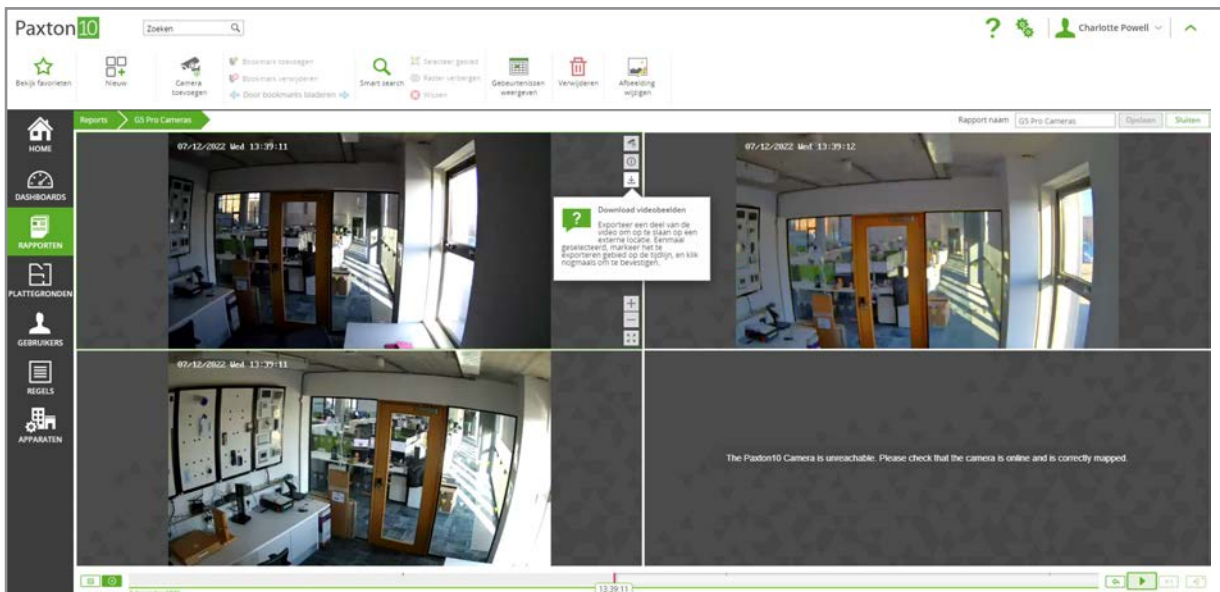 Paxton10
Zoeken
Charlotte Powell
Bekijk favorieten
Nieuw
Camera toevoegen
Bookmark toevoegen
Bookmark verwijderen
Door bookmarks bladeren
Smart search
Selecteer gebied
Raster verbergen
Wissen
Gebeurtenissen weergeven
Verwijderen
Afbeelding wijzigen
HOME
DASHBOARDS
RAPPORTEN
PLATTEGRONDEN
GEBRUIKERS
REGELS
APPARATEN
Reports
G5 Pro Cameras
Rapport naam
G5 Pro Cameras
Opslaan
Sluiten
07/12/2022 Wed 13:39:11
07/12/2022 Wed 13:39:12
Download videobeelden
Exporteer een deel van de
video om op te slaan op een
externe locatie. Eenmaal
geselecteerd, markeer het te
exporteren gebied op de tijdlijn, en klik
nogmaals om te bevestigen.
07/12/2022 Wed 13:39:11
The Paxton10 Camera is unreachable. Please check that the camera is online and is correctly mapped.
13:39:11